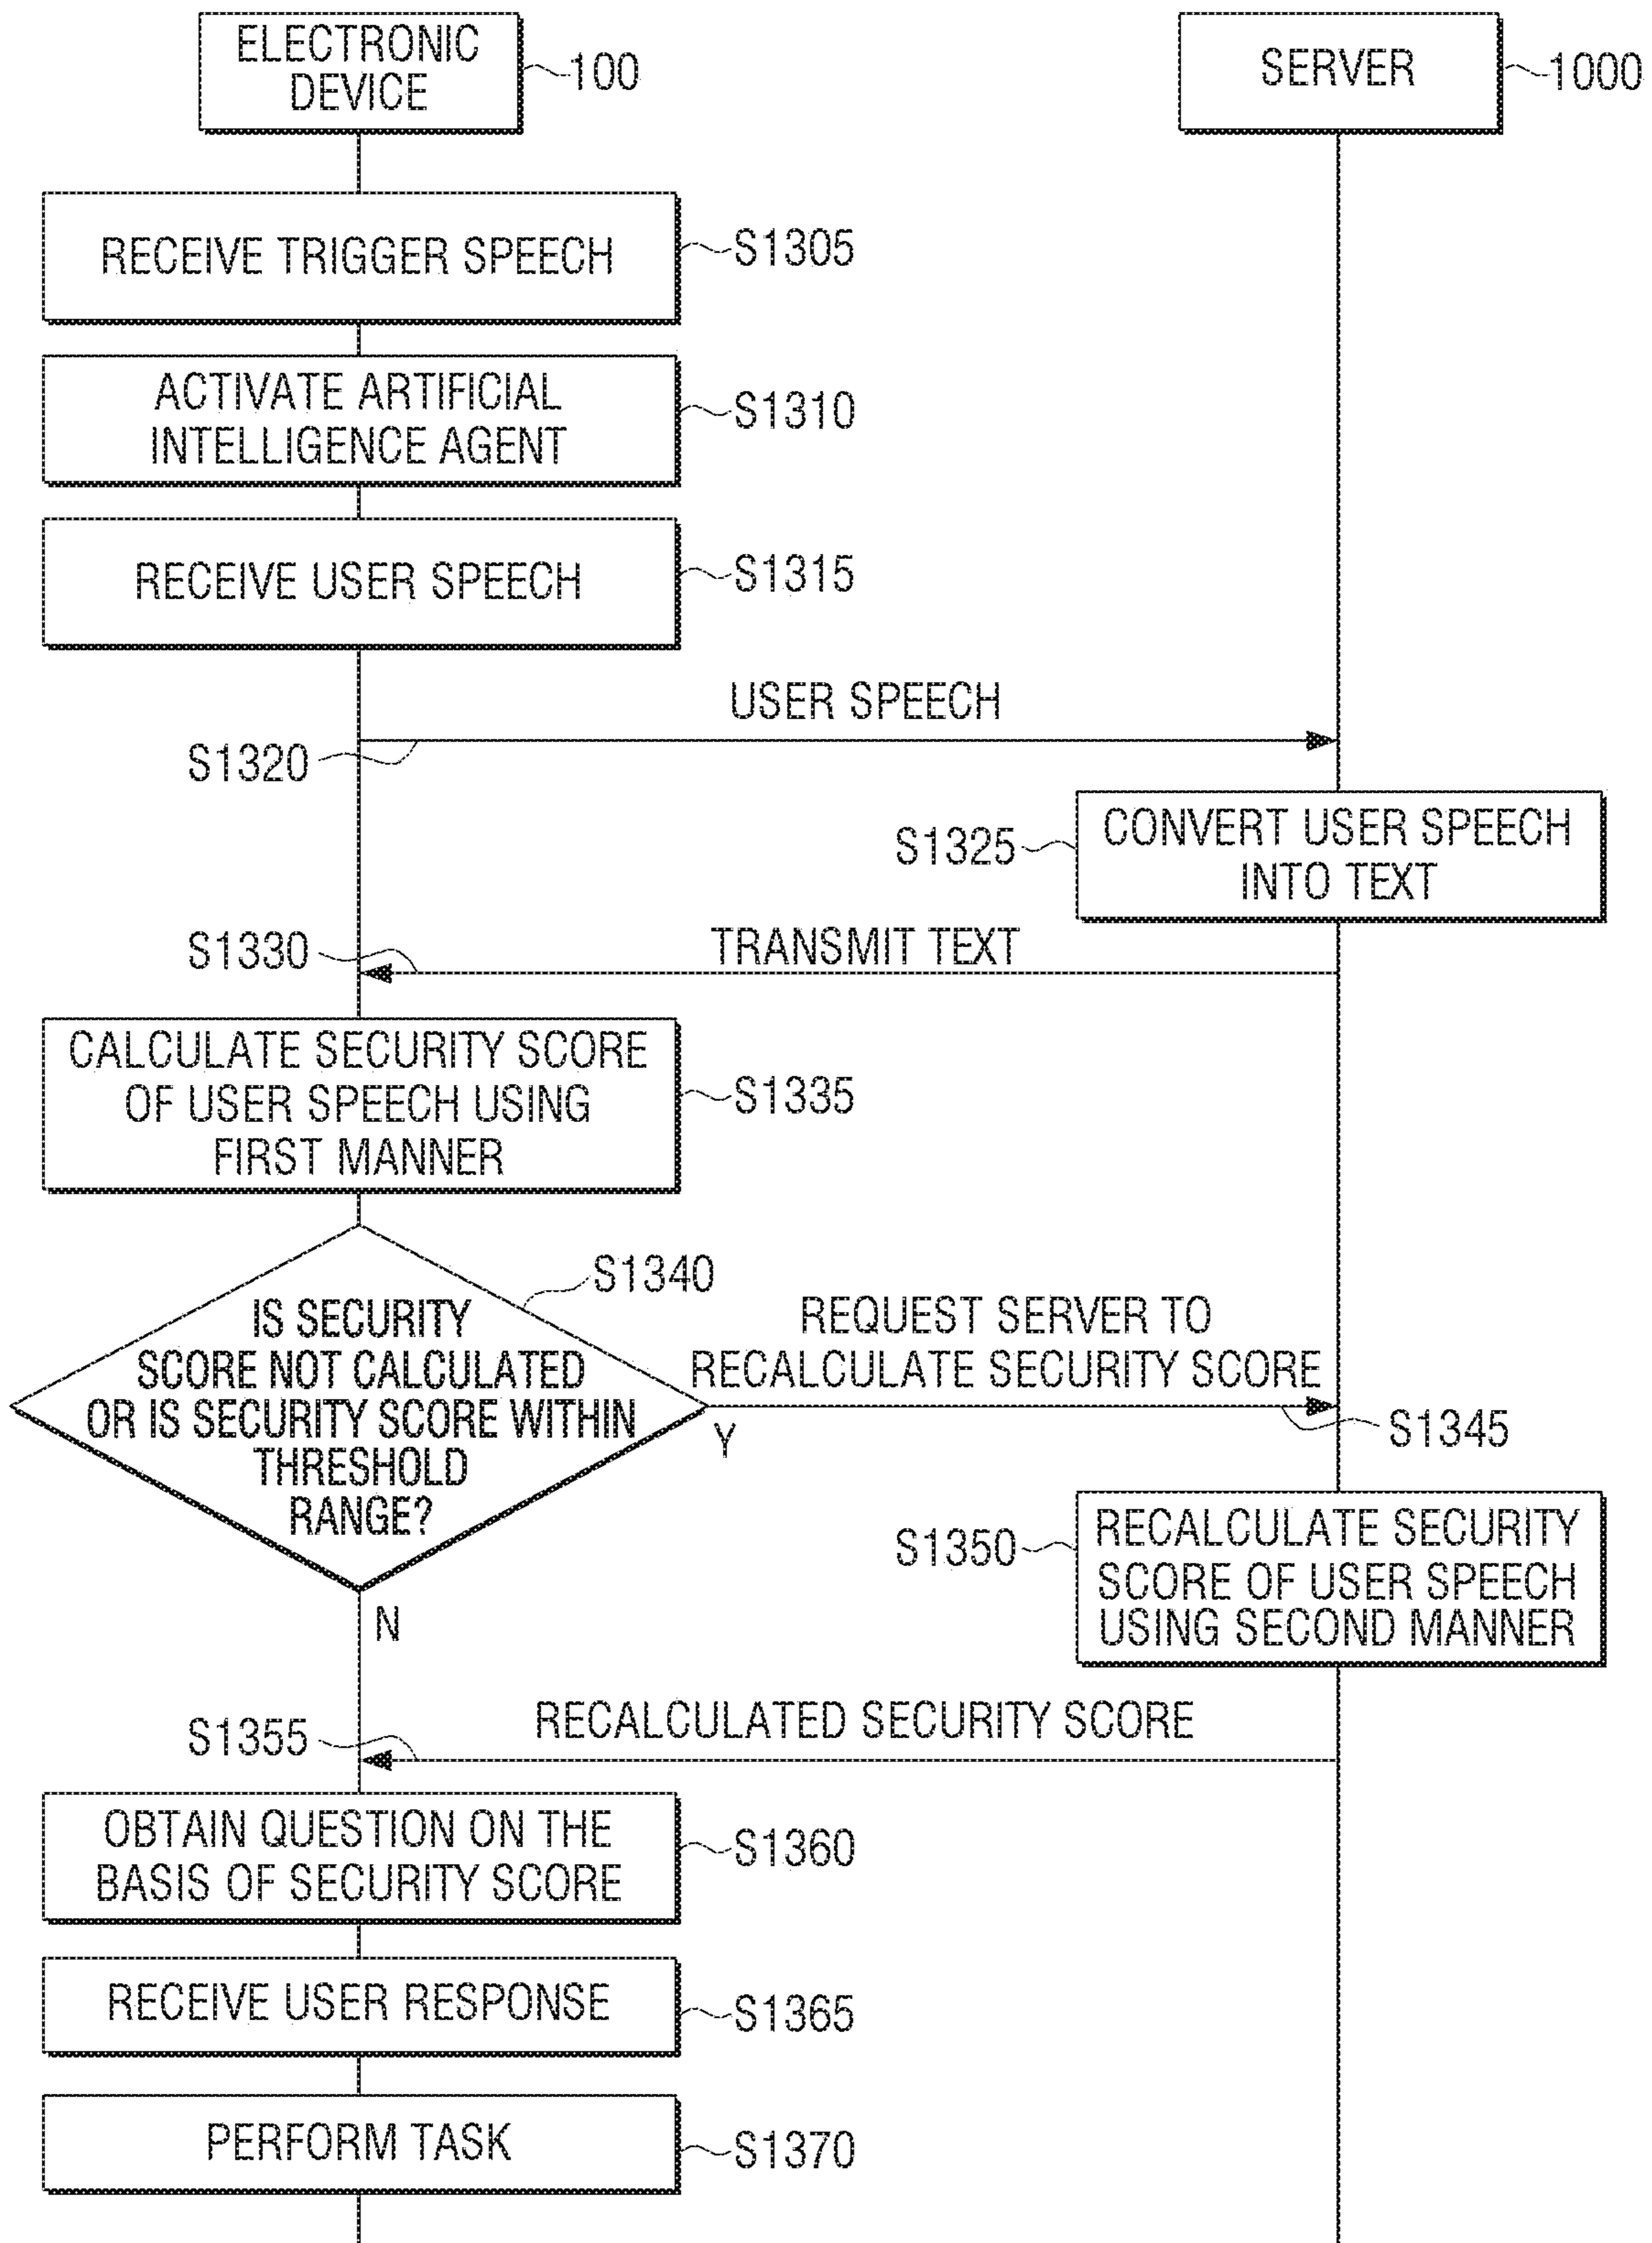 ELECTRONIC
DEVICE
100
SERVER
1000
RECEIVE TRIGGER SPEECH
S1305
ACTIVATE ARTIFICIAL
INTELLIGENCE AGENT
S1310
RECEIVE USER SPEECH
S1315
USER SPEECH
S1320
CONVERT USER SPEECH
INTO TEXT
S1325
TRANSMIT TEXT
S1330
CALCULATE SECURITY SCORE
OF USER SPEECH USING
FIRST MANNER
S1335
S1340
IS SECURITY
SCORE NOT CALCULATED
OR IS SECURITY SCORE WITHIN
THRESHOLD
RANGE?
REQUEST SERVER TO
RECALCULATE SECURITY SCORE
Y
S1345
S1350
RECALCULATE SECURITY
SCORE OF USER SPEECH
USING SECOND MANNER
N
RECALCULATED SECURITY SCORE
S1355
OBTAIN QUESTION ON THE
BASIS OF SECURITY SCORE
S1360
RECEIVE USER RESPONSE
S1365
PERFORM TASK
S1370